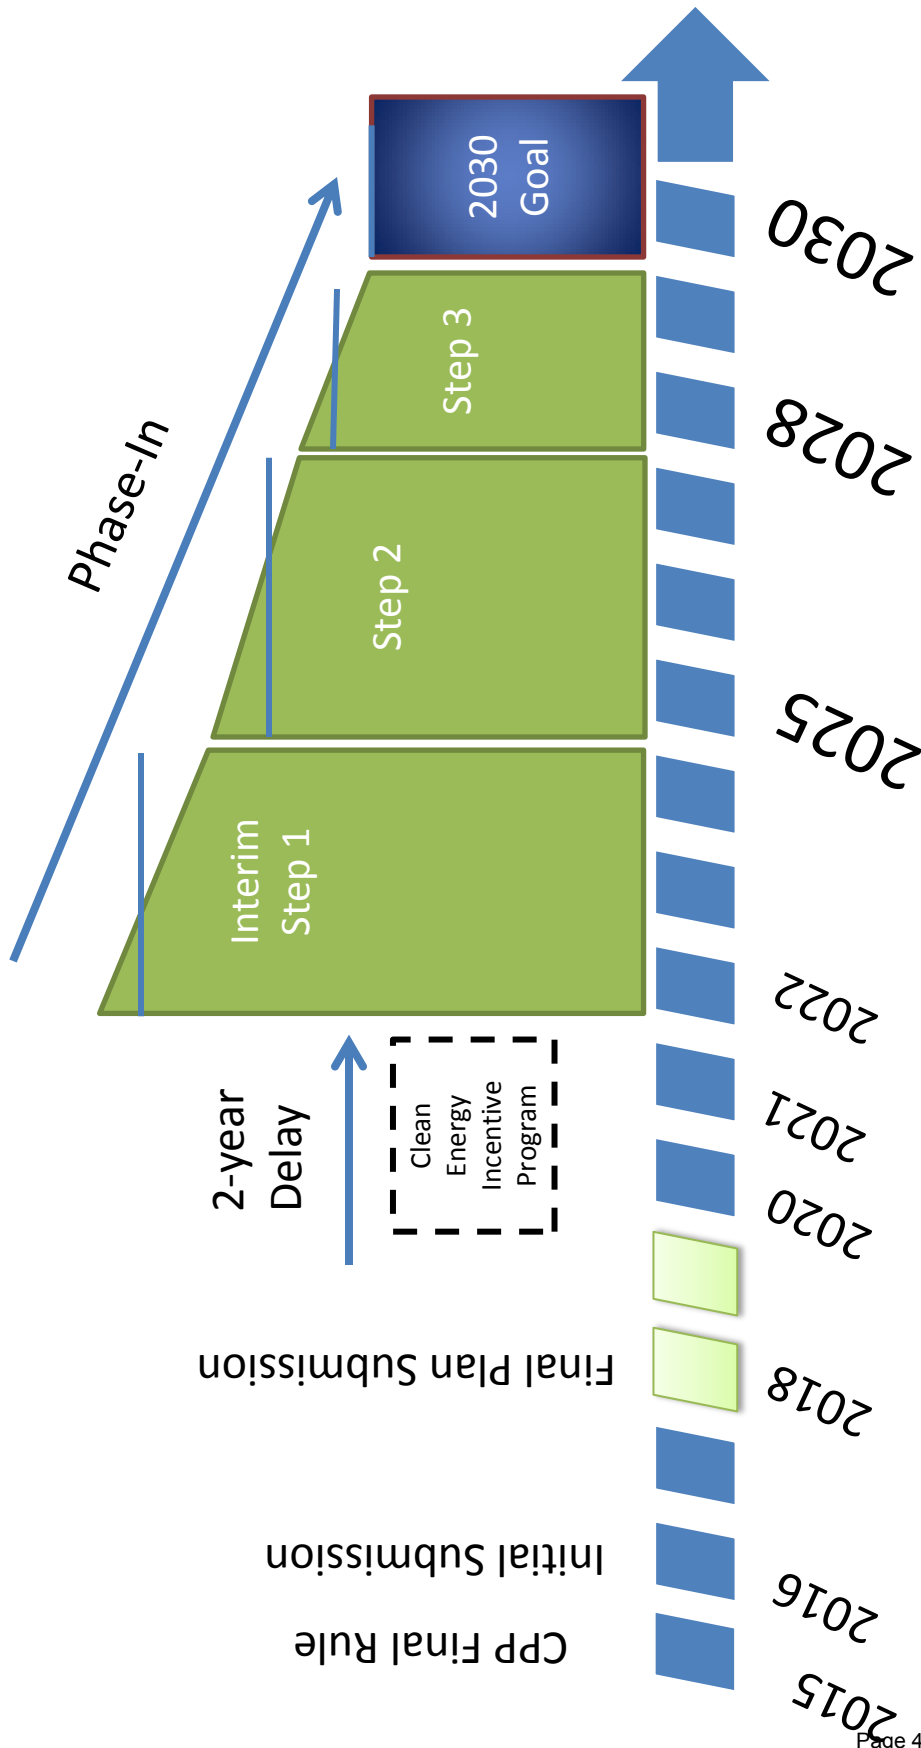 Phase-In
2-year
Delay
Clean
Energy
Incentive
Program
Interim
Step 1
Step 2
Step 3
2030
Goal
CPP Final Rule
Initial Submission
Final Plan Submission
2015
2016
2018
2020
2021
2022
2025
2028
2030
Page 4